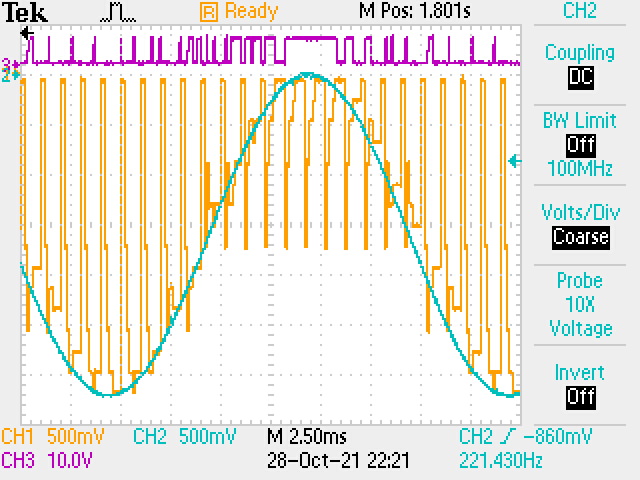 Tek R Ready M Pos: 1.801s CH2
Coupling
DC
BW Limit
Off
100MHz
Volts/Div
Coarse
Probe
10X
Voltage
Invert
Off
CH1 500mV CH2 500mV M 2.50ms CH2 −860mV
CH3 10.0V 28-Oct-21 22:21 221.430Hz